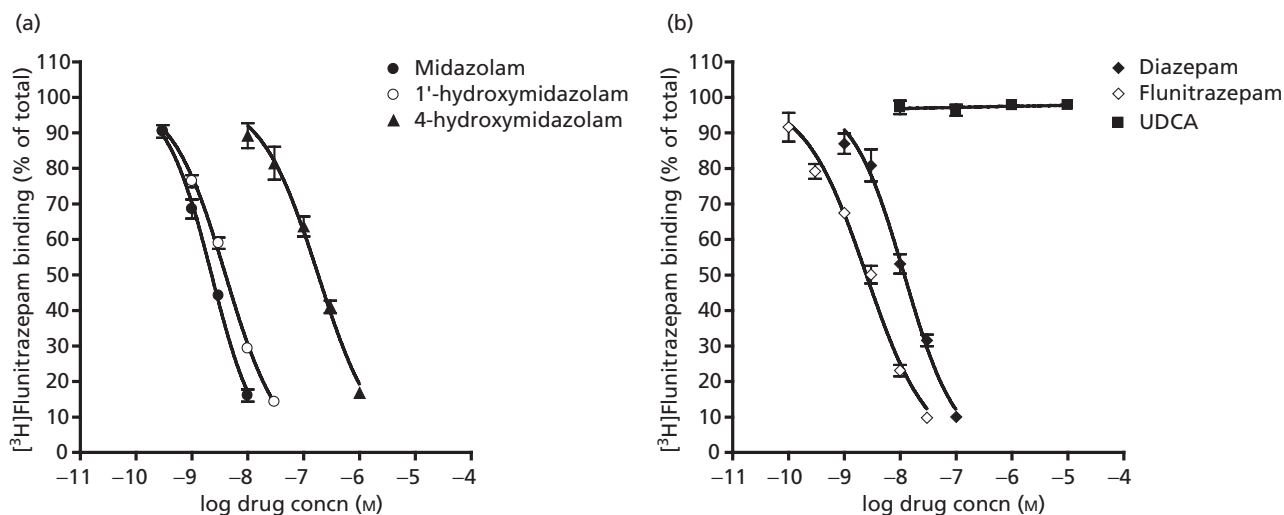 (a)
110
100
90
80
70
60
50
40
30
20
10
0
[³H]Flunitrazepam binding (% of total)
−11 −10 −9 −8 −7 −6 −5 −4
log drug concn (M)
Midazolam
1'-hydroxymidazolam
4-hydroxymidazolam
(b)
110
100
90
80
70
60
50
40
30
20
10
0
[³H]Flunitrazepam binding (% of total)
−11 −10 −9 −8 −7 −6 −5 −4
log drug concn (M)
Diazepam
Flunitrazepam
UDCA